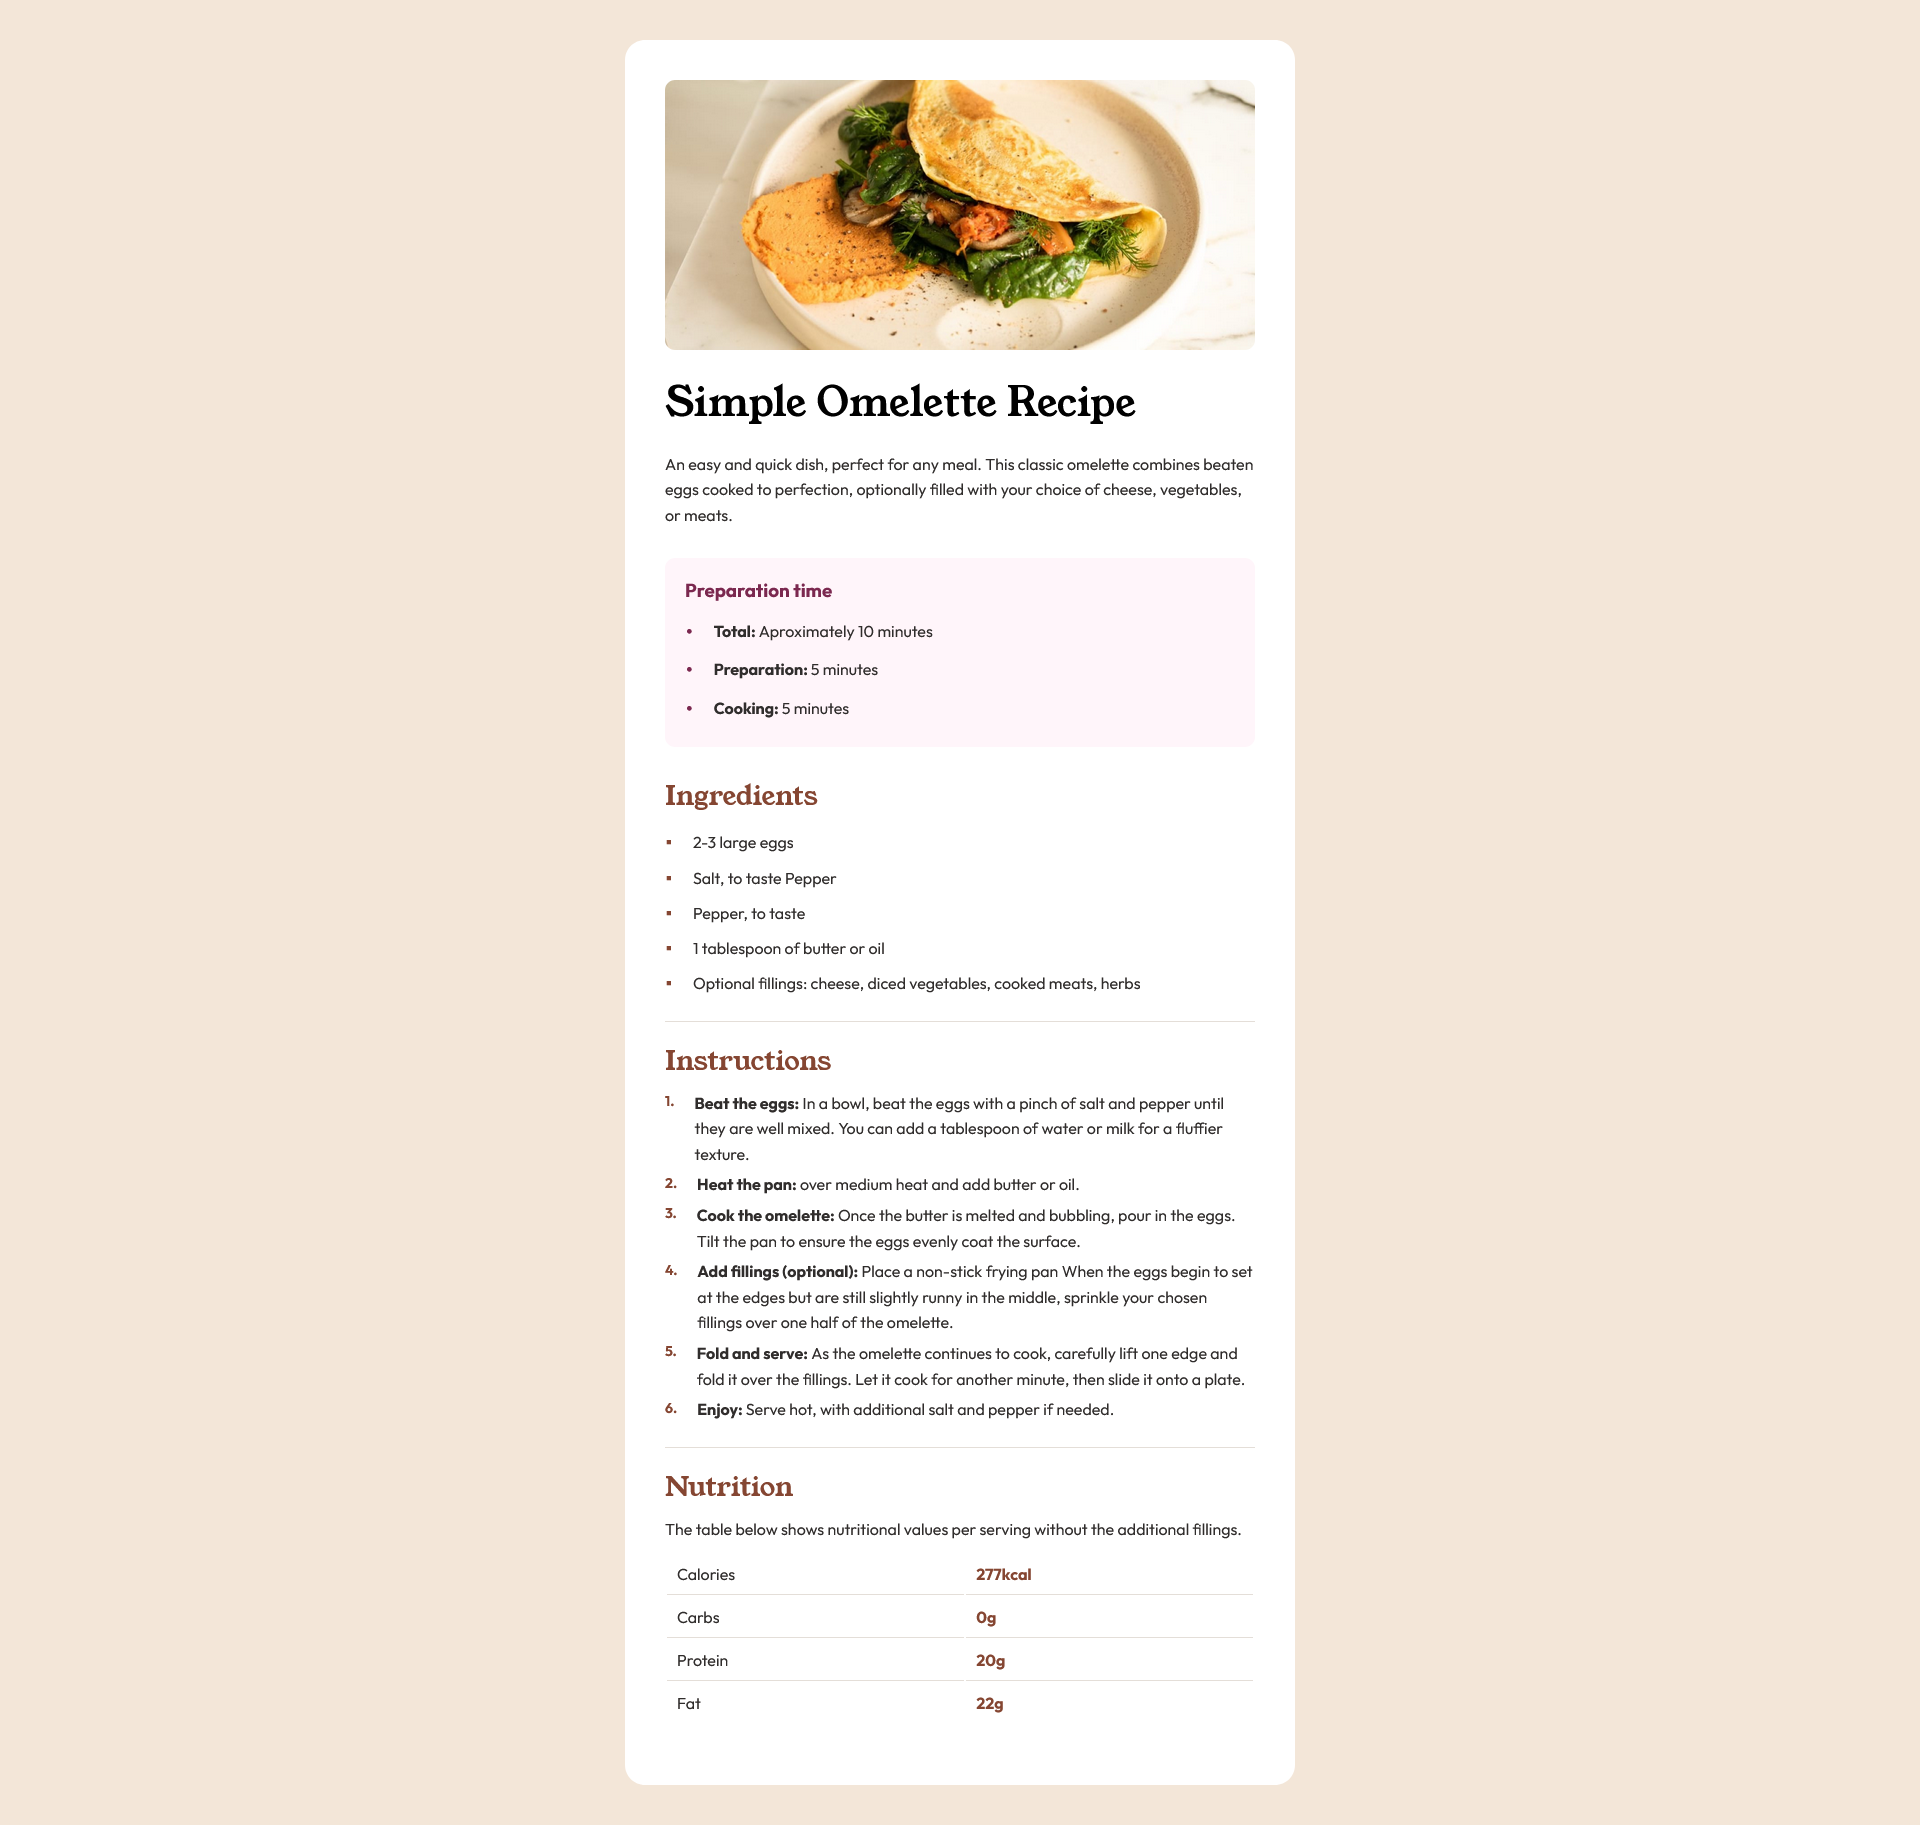 Simple Omelette Recipe
An easy and quick dish, perfect for any meal. This classic omelette combines beaten
eggs cooked to perfection, optionally filled with your choice of cheese, vegetables,
or meats.
Preparation time
• Total: Aproximately 10 minutes
• Preparation: 5 minutes
• Cooking: 5 minutes
Ingredients
▪ 2-3 large eggs
▪ Salt, to taste Pepper
▪ Pepper, to taste
▪ 1 tablespoon of butter or oil
▪ Optional fillings: cheese, diced vegetables, cooked meats, herbs
Instructions
1. Beat the eggs: In a bowl, beat the eggs with a pinch of salt and pepper until
they are well mixed. You can add a tablespoon of water or milk for a fluffier
texture.
2. Heat the pan: over medium heat and add butter or oil.
3. Cook the omelette: Once the butter is melted and bubbling, pour in the eggs.
Tilt the pan to ensure the eggs evenly coat the surface.
4. Add fillings (optional): Place a non-stick frying pan When the eggs begin to set
at the edges but are still slightly runny in the middle, sprinkle your chosen
fillings over one half of the omelette.
5. Fold and serve: As the omelette continues to cook, carefully lift one edge and
fold it over the fillings. Let it cook for another minute, then slide it onto a plate.
6. Enjoy: Serve hot, with additional salt and pepper if needed.
Nutrition
The table below shows nutritional values per serving without the additional fillings.
Calories 277kcal
Carbs 0g
Protein 20g
Fat 22g